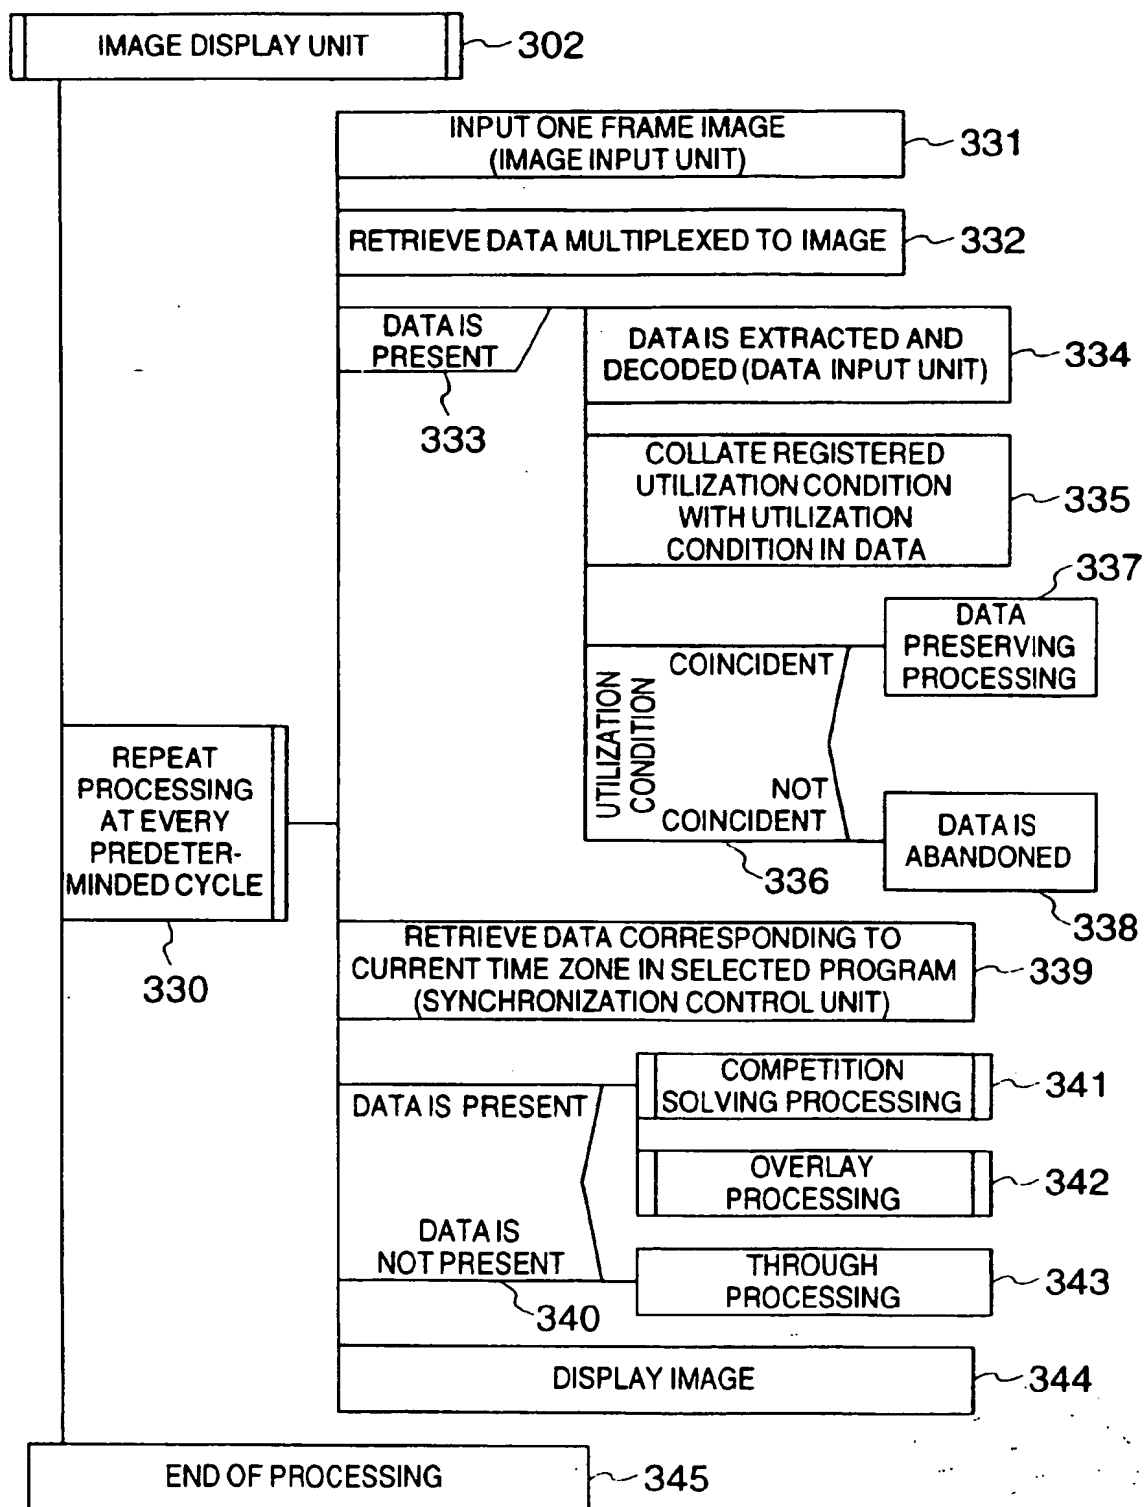 IMAGE DISPLAY UNIT
302
INPUT ONE FRAME IMAGE
(IMAGE INPUT UNIT)
331
RETRIEVE DATA MULTIPLEXED TO IMAGE
332
DATA IS
PRESENT
333
DATA IS EXTRACTED AND
DECODED (DATA INPUT UNIT)
334
COLLATE REGISTERED
UTILIZATION CONDITION
WITH UTILIZATION
CONDITION IN DATA
335
UTILIZATION
CONDITION
COINCIDENT
NOT
COINCIDENT
336
337
DATA
PRESERVING
PROCESSING
DATA IS
ABANDONED
338
REPEAT
PROCESSING
AT EVERY
PREDETER-
MINDED CYCLE
330
RETRIEVE DATA CORRESPONDING TO
CURRENT TIME ZONE IN SELECTED PROGRAM
(SYNCHRONIZATION CONTROL UNIT)
339
DATA IS PRESENT
DATA IS
NOT PRESENT
340
COMPETITION
SOLVING PROCESSING
341
OVERLAY
PROCESSING
342
THROUGH
PROCESSING
343
DISPLAY IMAGE
344
END OF PROCESSING
345